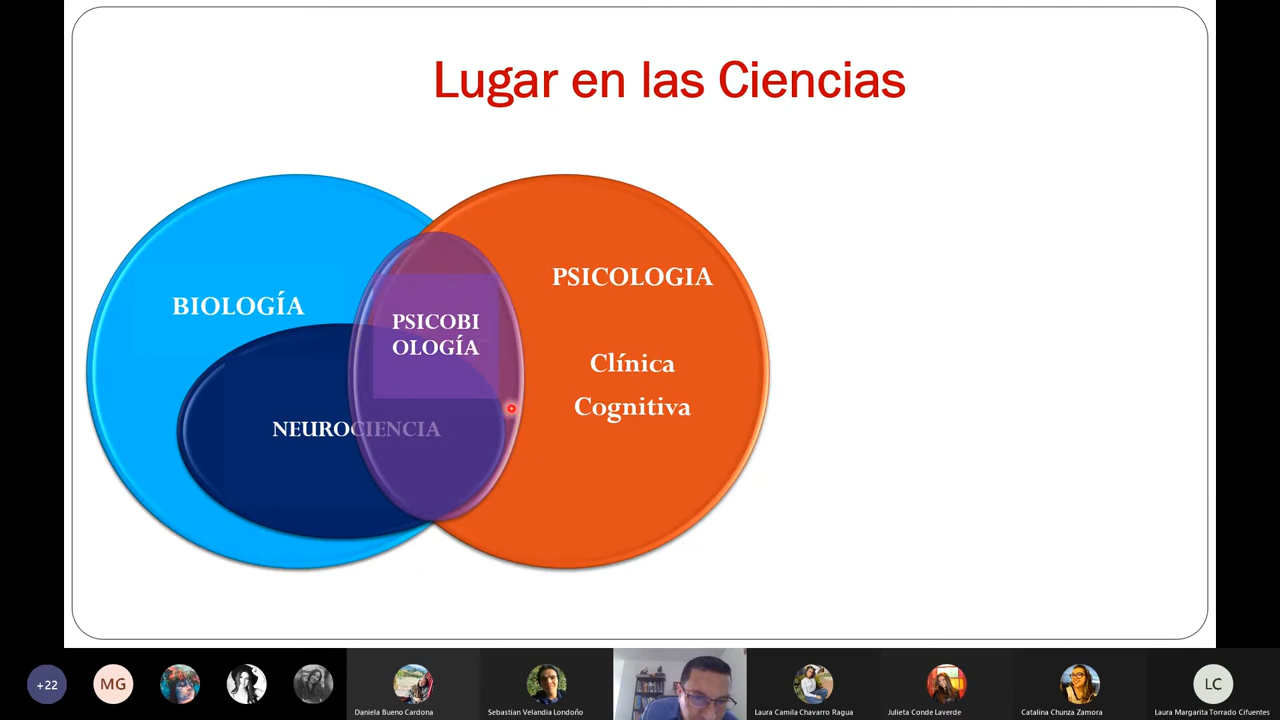 Lugar en las Ciencias
BIOLOGÍA
PSICOBI
OLOGÍA
NEUROCIENCIA
PSICOLOGIA
Clínica
Cognitiva
+22
MG
Daniela Bueno Cardona
Sebastian Velandia Londoño
Laura Camila Chavarro Ragua
Julieta Conde Laverde
Catalina Chunza Zamora
LC
Laura Margarita Torrado Cifuentes